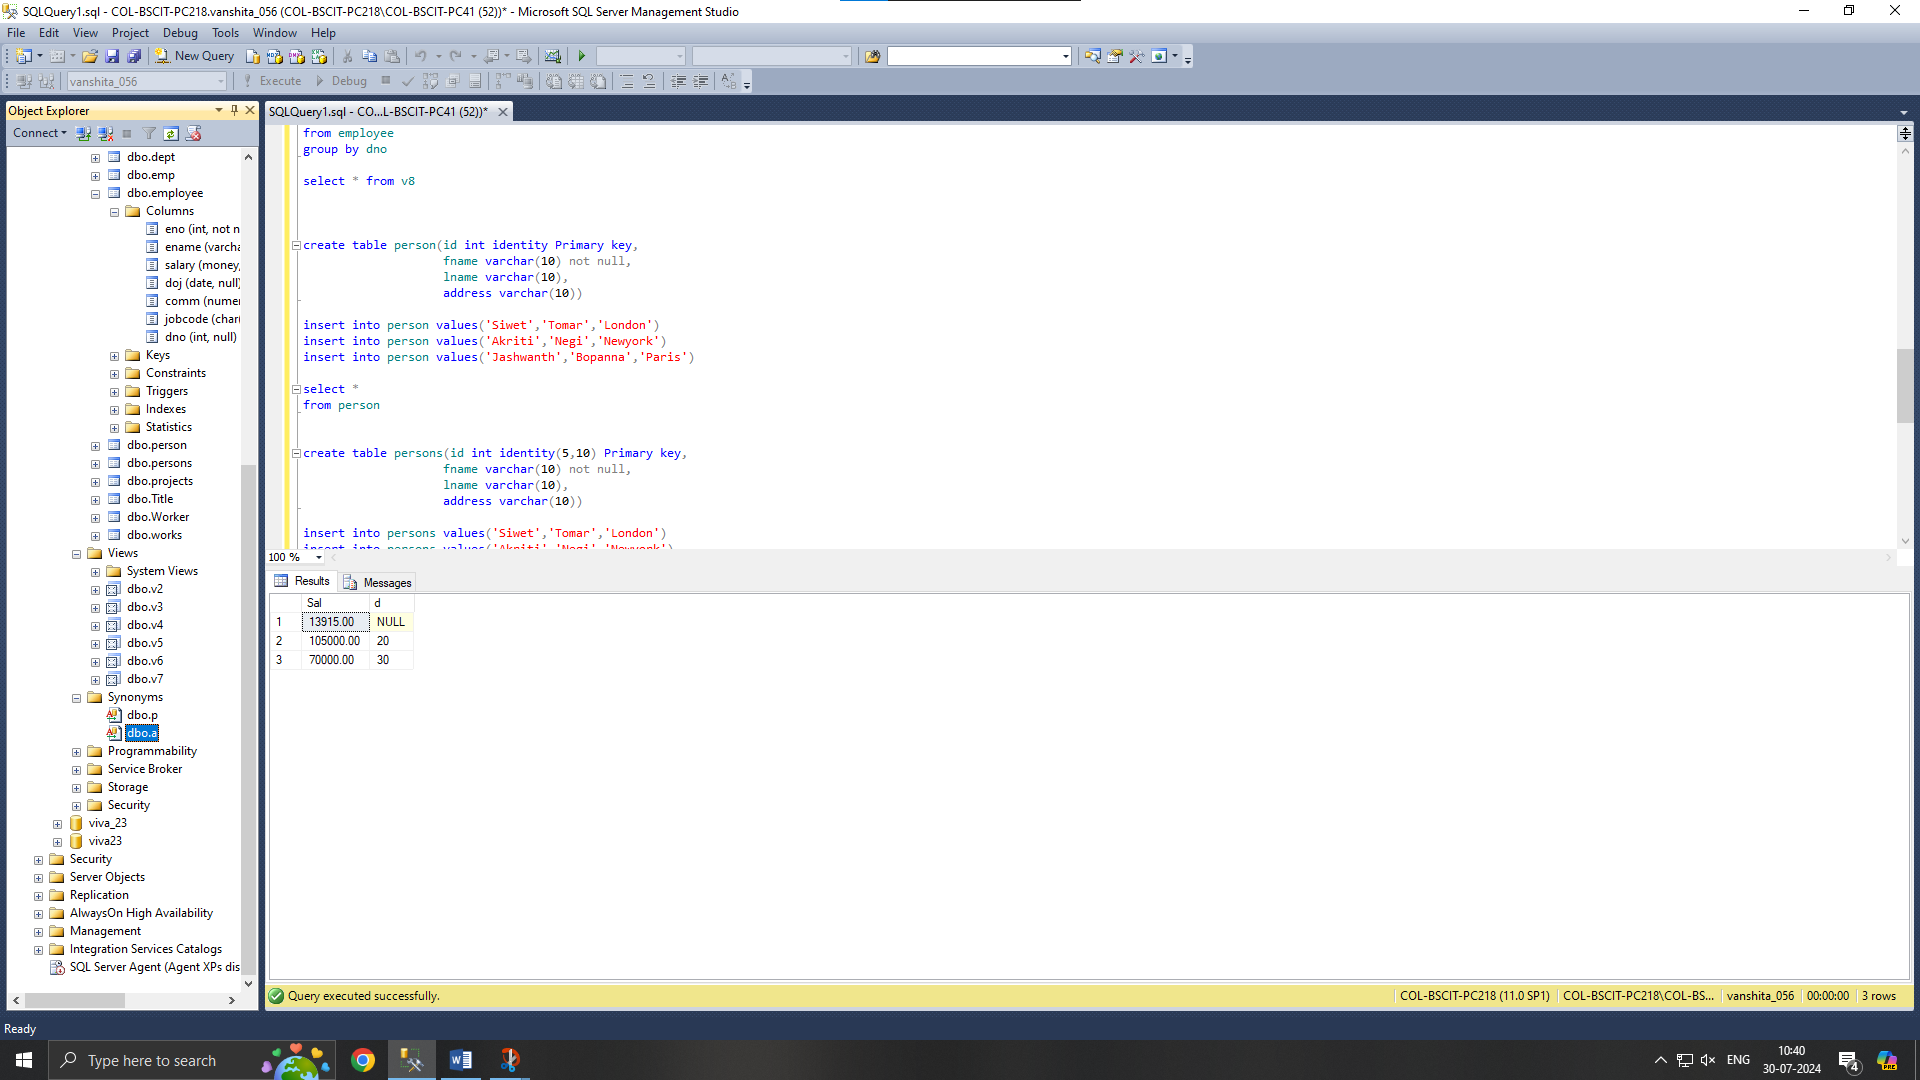 SQLQuery1.sql - COL-BSCIT-PC218.vanshita_056 (COL-BSCIT-PC218\COL-BSCIT-PC41 (52))* - Microsoft SQL Server Management Studio
File Edit View Project Debug Tools Window Help
New Query
vanshita_056 Execute Debug
Object Explorer
Connect
dbo.dept
dbo.emp
dbo.employee
Columns
eno (int, not n
ename (varcha
salary (money,
doj (date, null)
comm (numer
jobcode (char(
dno (int, null)
Keys
Constraints
Triggers
Indexes
Statistics
dbo.person
dbo.persons
dbo.projects
dbo.Title
dbo.Worker
dbo.works
Views
System Views
dbo.v2
dbo.v3
dbo.v4
dbo.v5
dbo.v6
dbo.v7
Synonyms
dbo.p
dbo.a
Programmability
Service Broker
Storage
Security
viva_23
viva23
Security
Server Objects
Replication
AlwaysOn High Availability
Management
Integration Services Catalogs
SQL Server Agent (Agent XPs dis
SQLQuery1.sql - CO...L-BSCIT-PC41 (52))*
from employee
group by dno
select * from v8
create table person(id int identity Primary key,
fname varchar(10) not null,
lname varchar(10),
address varchar(10))
insert into person values('Siwet','Tomar','London')
insert into person values('Akriti','Negi','Newyork')
insert into person values('Jashwanth','Bopanna','Paris')
select *
from person
create table persons(id int identity(5,10) Primary key,
fname varchar(10) not null,
lname varchar(10),
address varchar(10))
insert into persons values('Siwet','Tomar','London')
insert into persons values('Akriti','Negi','Newyork')
100 %
Results Messages
Sal d
1 13915.00 NULL
2 105000.00 20
3 70000.00 30
Query executed successfully. COL-BSCIT-PC218 (11.0 SP1) COL-BSCIT-PC218\COL-BS... vanshita_056 00:00:00 3 rows
Ready
Type here to search
ENG
10:40
30-07-2024
4
PRE